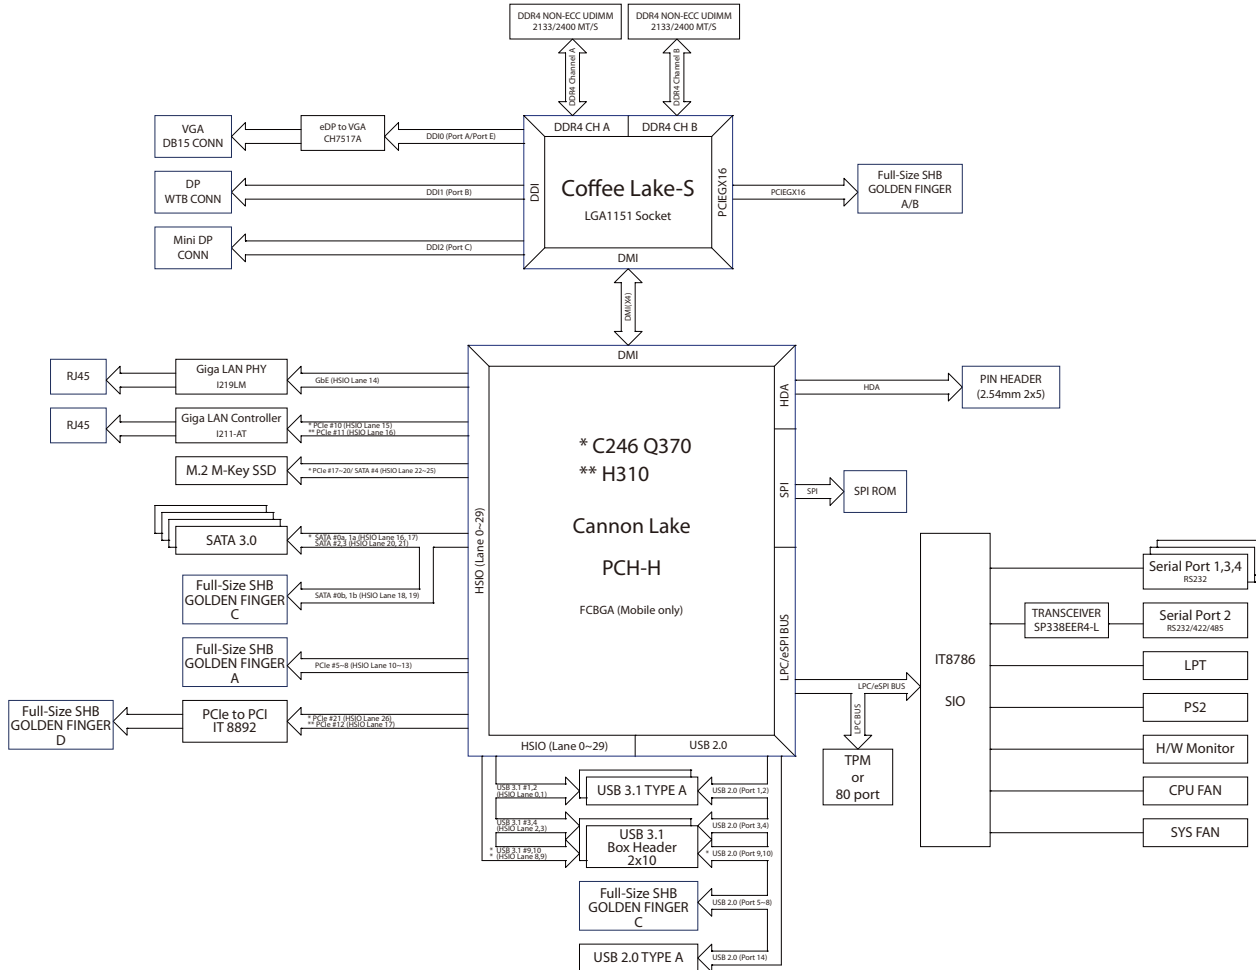 DDR4 NON-ECC UDIMM
2133/2400 MT/S
DDR4 NON-ECC UDIMM
2133/2400 MT/S
DDR4 Channel A
DDR4 Channel B
VGA
DB15 CONN
eDP to VGA
CH7517A
DDI0 (Port A/Port E)
DP
WTB CONN
DDI1 (Port B)
Mini DP
CONN
DDI2 (Port C)
DDR4 CH A
DDR4 CH B
DDI
Coffee Lake-S
LGA1151 Socket
PCIEGX16
DMI
PCIEGX16
Full-Size SHB
GOLDEN FINGER
A/B
DMI(X4)
DMI
RJ45
Giga LAN PHY
I219LM
GbE (HSIO Lane 14)
RJ45
Giga LAN Controller
I211-AT
* PCIe #10 (HSIO Lane 15)
** PCIe #11 (HSIO Lane 16)
M.2 M-Key SSD
* PCIe #17~20/ SATA #4 (HSIO Lane 22~25)
SATA 3.0
* SATA #0a, 1a (HSIO Lane 16, 17)
SATA #2,3 (HSIO Lane 20, 21)
Full-Size SHB
GOLDEN FINGER
C
SATA #0b, 1b (HSIO Lane 18, 19)
Full-Size SHB
GOLDEN FINGER
A
PCIe #5~8 (HSIO Lane 10~13)
Full-Size SHB
GOLDEN FINGER
D
PCIe to PCI
IT 8892
* PCIe #21 (HSIO Lane 26)
** PCIe #12 (HSIO Lane 17)
HSIO (Lane 0~29)
* C246 Q370
** H310
Cannon Lake
PCH-H
FCBGA (Mobile only)
HDA
SPI
LPC/eSPI BUS
HSIO (Lane 0~29)
USB 2.0
HDA
PIN HEADER
(2.54mm 2x5)
SPI
SPI ROM
LPC/eSPI BUS
LPC BUS
TPM
or
80 port
IT8786
SIO
Serial Port 1,3,4
RS232
TRANSCEIVER
SP338EER4-L
Serial Port 2
RS232/422/485
LPT
PS2
H/W Monitor
CPU FAN
SYS FAN
USB 3.1 #1,2
(HSIO Lane 0,1)
USB 3.1 TYPE A
USB 2.0 (Port 1,2)
USB 3.1 #3,4
(HSIO Lane 2,3)
USB 3.1
Box Header
2x10
USB 2.0 (Port 3,4)
* USB 3.1 #9,10
* (HSIO Lane 8,9)
* USB 2.0 (Port 9,10)
Full-Size SHB
GOLDEN FINGER
C
USB 2.0 (Port 5~8)
USB 2.0 TYPE A
USB 2.0 (Port 14)